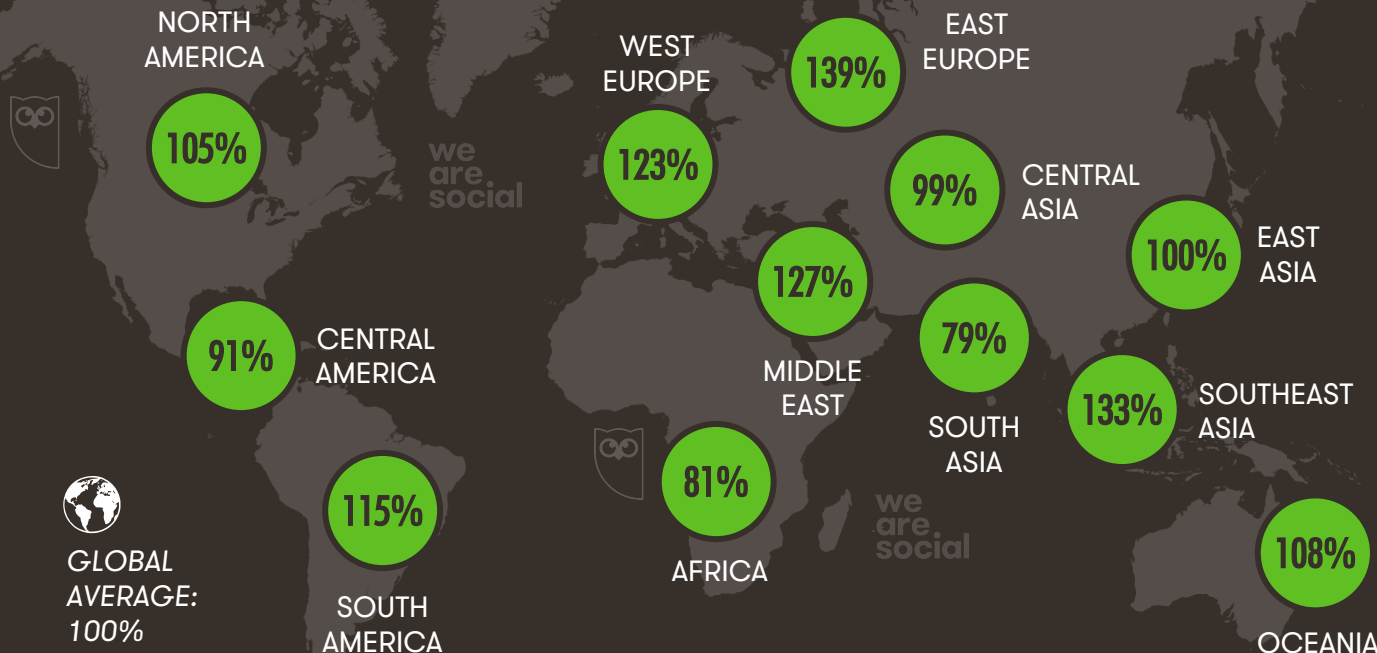 NORTH
AMERICA
105%
WEST
EUROPE
123%
139%
EAST
EUROPE
99%
CENTRAL
ASIA
100%
EAST
ASIA
we
are
social
127%
MIDDLE
EAST
79%
SOUTH
ASIA
91%
CENTRAL
AMERICA
133%
SOUTHEAST
ASIA
81%
AFRICA
we
are
social
115%
SOUTH
AMERICA
108%
OCEANIA
GLOBAL
AVERAGE:
100%